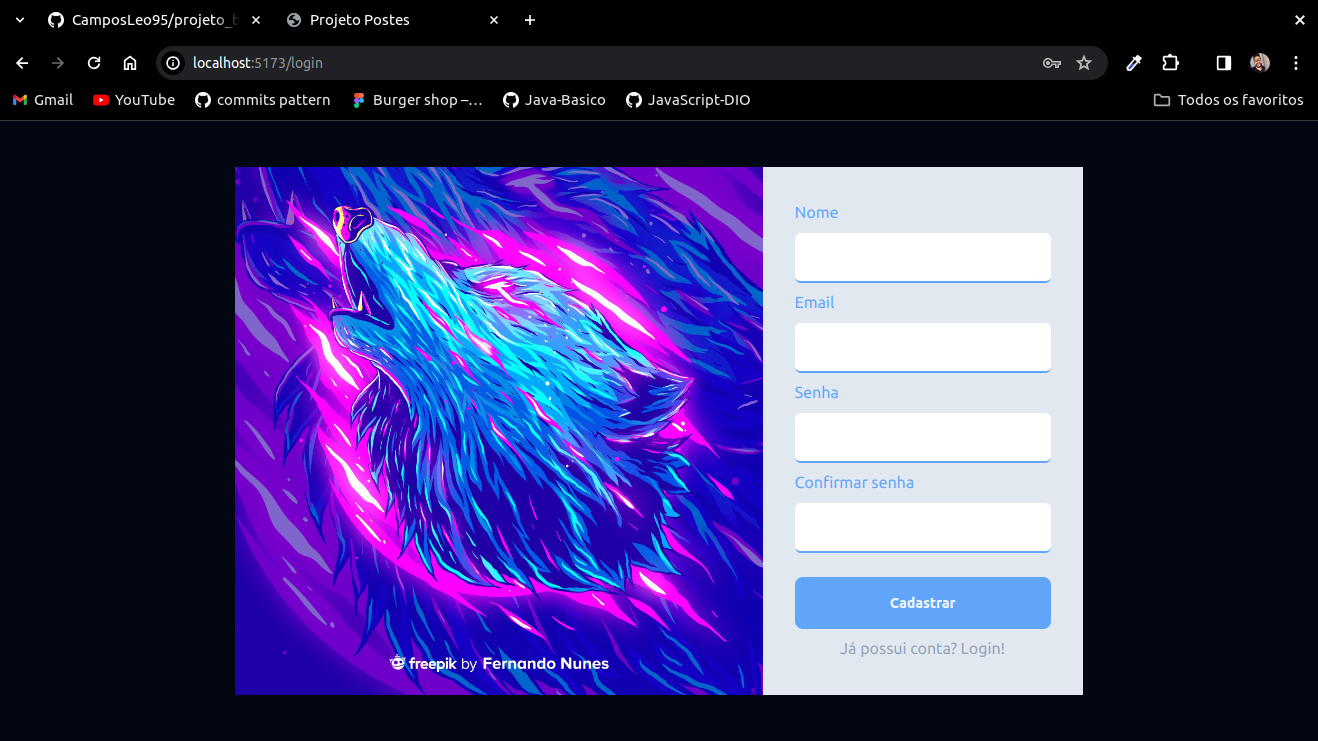 CamposLeo95/projeto_b
Projeto Postes
localhost:5173/login
Gmail
YouTube
commits pattern
Burger shop –…
Java-Basico
JavaScript-DIO
Todos os favoritos
Nome
Email
Senha
Confirmar senha
Cadastrar
Já possui conta? Login!
freepik by Fernando Nunes